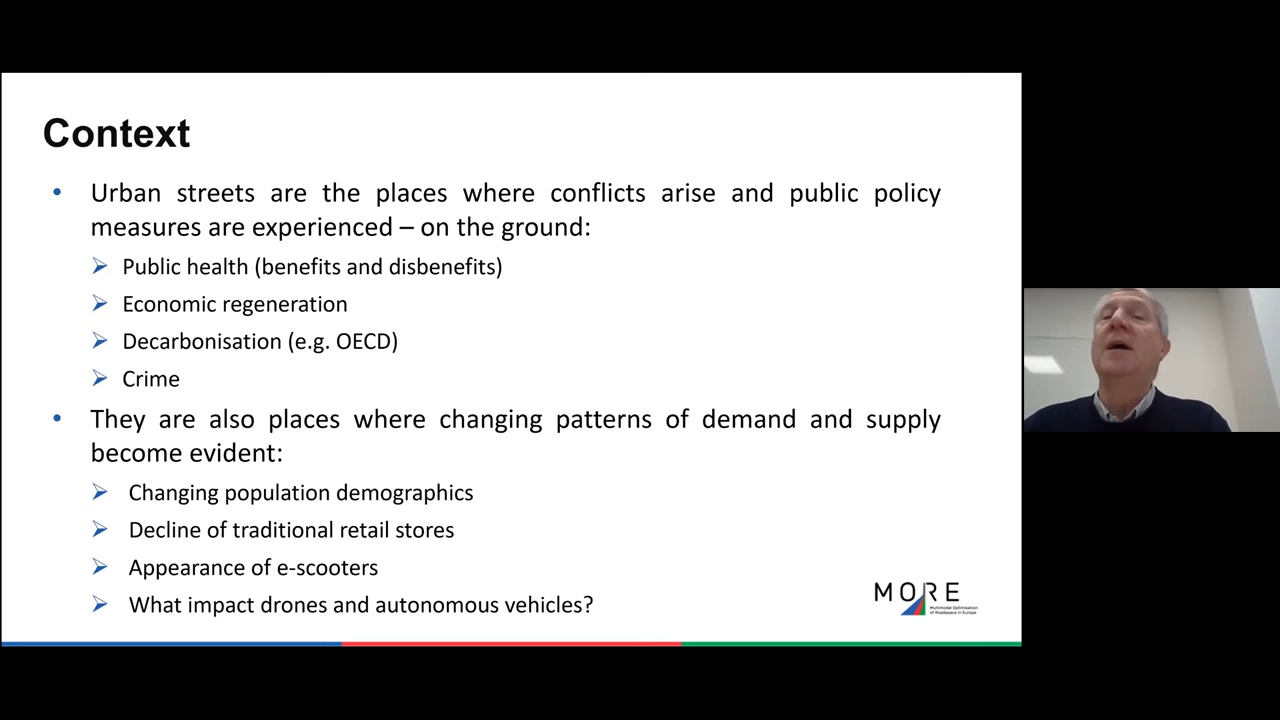 Context
• Urban streets are the places where conflicts arise and public policy
measures are experienced – on the ground:
➢ Public health (benefits and disbenefits)
➢ Economic regeneration
➢ Decarbonisation (e.g. OECD)
➢ Crime
• They are also places where changing patterns of demand and supply
become evident:
➢ Changing population demographics
➢ Decline of traditional retail stores
➢ Appearance of e-scooters
➢ What impact drones and autonomous vehicles?
MORE
Multimodal Optimisation
of Roadspace in Europe